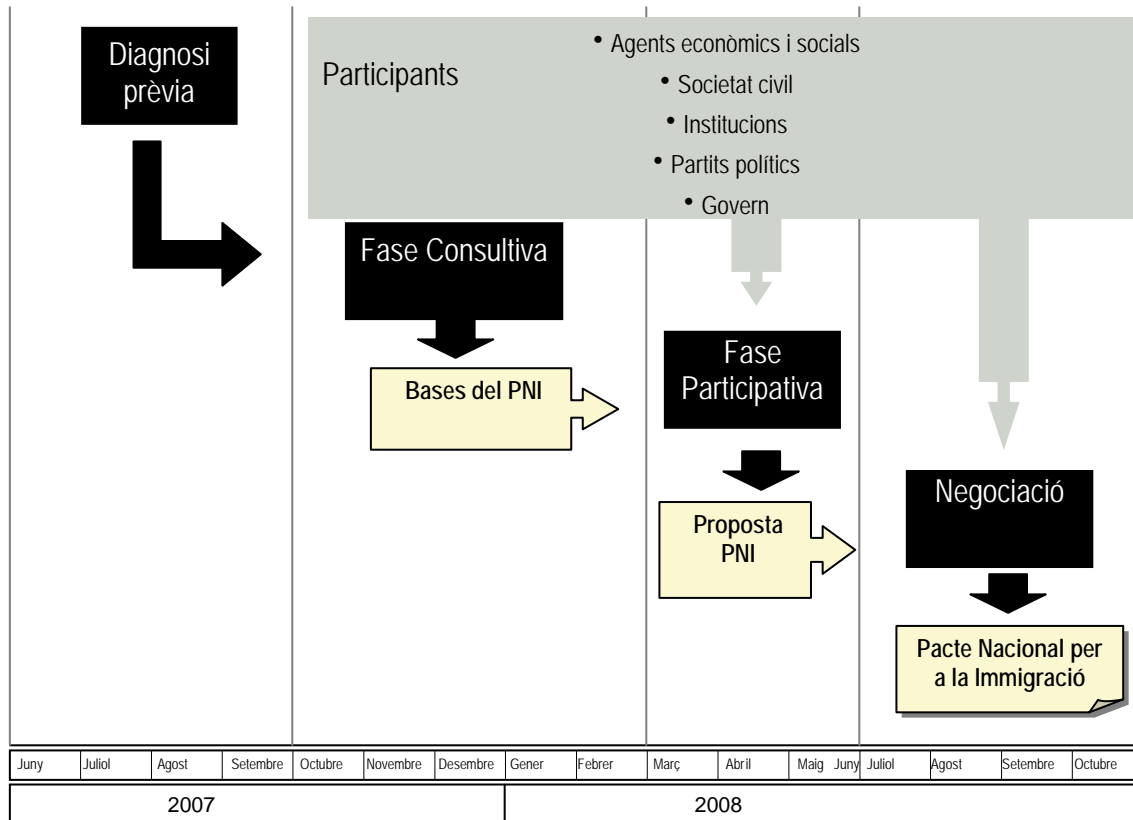 Diagnosi
prèvia
Participants
• Agents econòmics i socials
• Societat civil
• Institucions
• Partits polítics
• Govern
Fase Consultiva
Bases del PNI
Fase
Participativa
Proposta
PNI
Negociació
Pacte Nacional per
a la Immigració
Juny Juliol Agost Setembre Octubre Novembre Desembre Gener Febrer Març Abril Maig Juny Juliol Agost Setembre Octubre
2007 2008